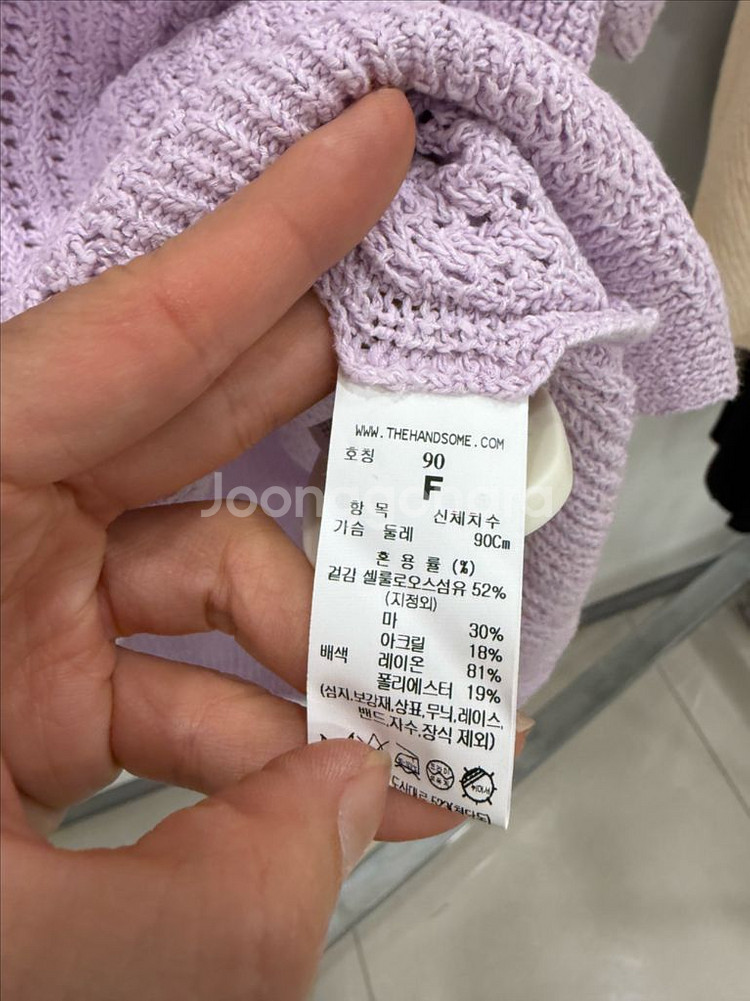 WWW.THEHANDSOME.COM
호칭 90
F
항 목 신체치수
가슴 둘레 90Cm
혼 용 률 (%)
겉감 셀룰로오스섬유 52%
(지정외)
마 30%
아크릴 18%
배색 레이온 81%
폴리에스터 19%
(심지,보강재,상표,무늬,레이스,
밴드,자수,장식 제외)
Joonggonara